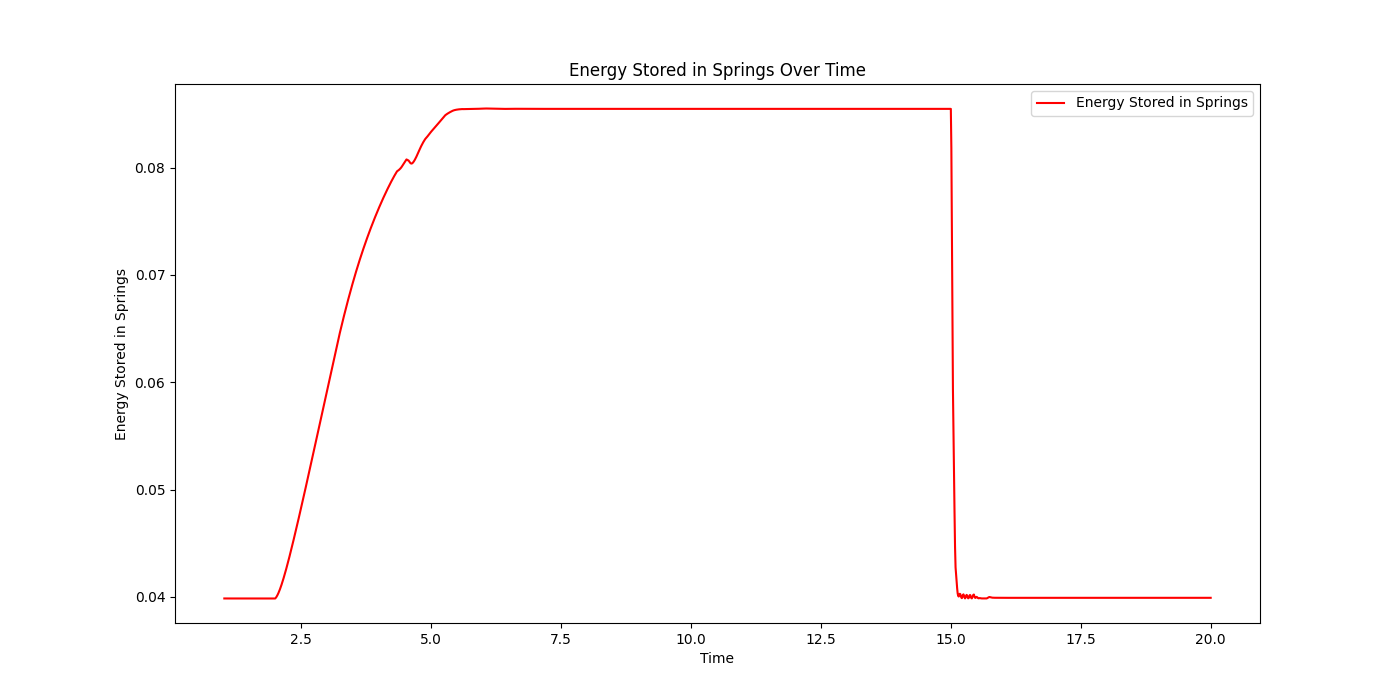 Energy Stored in Springs Over Time
Energy Stored in Springs
Energy Stored in Springs
0.08
0.07
0.06
0.05
0.04
2.5 5.0 7.5 10.0 12.5 15.0 17.5 20.0
Time